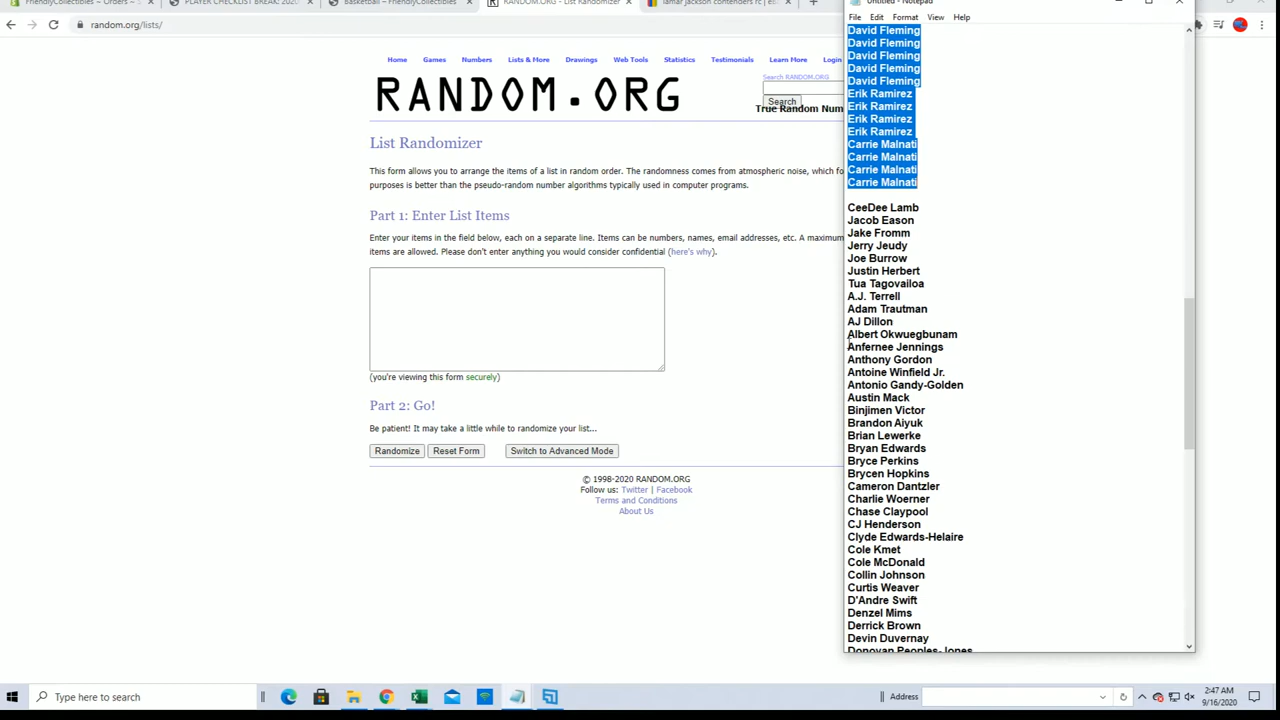 FriendlyCollectibles ~ Orders ~ S
PLAYER CHECKLIST BREAK: 2020
Basketball – FriendlyCollectibles
RANDOM.ORG - List Randomizer
lamar jackson contenders rc | e
Untitled - Notepad
random.org/lists/
File Edit Format View Help
Home Games Numbers Lists & More Drawings Web Tools Statistics Testimonials Learn More Login
Search RANDOM.ORG
RANDOM.ORG
Search
True Random Num
List Randomizer
This form allows you to arrange the items of a list in random order. The randomness comes from atmospheric noise, which fo
purposes is better than the pseudo-random number algorithms typically used in computer programs.
Part 1: Enter List Items
Enter your items in the field below, each on a separate line. Items can be numbers, names, email addresses, etc. A maximum
items are allowed. Please don't enter anything you would consider confidential (here's why).
(you're viewing this form securely)
Part 2: Go!
Be patient! It may take a little while to randomize your list...
Randomize Reset Form Switch to Advanced Mode
© 1998-2020 RANDOM.ORG
Follow us: Twitter | Facebook
Terms and Conditions
About Us
David Fleming
David Fleming
David Fleming
David Fleming
David Fleming
Erik Ramirez
Erik Ramirez
Erik Ramirez
Erik Ramirez
Carrie Malnati
Carrie Malnati
Carrie Malnati
Carrie Malnati
CeeDee Lamb
Jacob Eason
Jake Fromm
Jerry Jeudy
Joe Burrow
Justin Herbert
Tua Tagovailoa
A.J. Terrell
Adam Trautman
AJ Dillon
Albert Okwuegbunam
Anfernee Jennings
Anthony Gordon
Antoine Winfield Jr.
Antonio Gandy-Golden
Austin Mack
Binjimen Victor
Brandon Aiyuk
Brian Lewerke
Bryan Edwards
Bryce Perkins
Brycen Hopkins
Cameron Dantzler
Charlie Woerner
Chase Claypool
CJ Henderson
Clyde Edwards-Helaire
Cole Kmet
Cole McDonald
Collin Johnson
Curtis Weaver
D'Andre Swift
Denzel Mims
Derrick Brown
Devin Duvernay
Donovan Peoples-Jones
Type here to search
Address
2:47 AM
9/16/2020